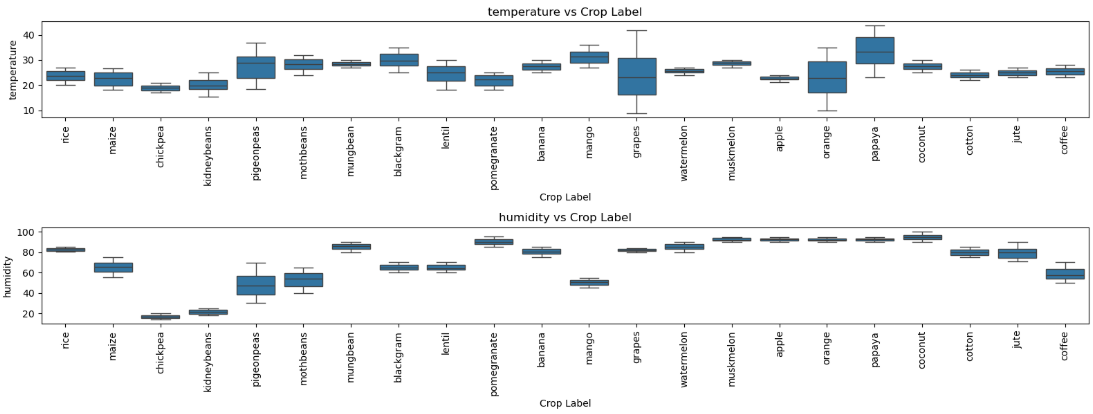 temperature vs Crop Label
temperature
40
30
20
10
rice
maize
chickpea
kidneybeans
pigeonpeas
mothbeans
mungbean
blackgram
lentil
pomegranate
banana
mango
grapes
watermelon
muskmelon
apple
orange
papaya
coconut
cotton
jute
coffee
Crop Label
humidity vs Crop Label
humidity
100
80
60
40
20
rice
maize
chickpea
kidneybeans
pigeonpeas
mothbeans
mungbean
blackgram
lentil
pomegranate
banana
mango
grapes
watermelon
muskmelon
apple
orange
papaya
coconut
cotton
jute
coffee
Crop Label